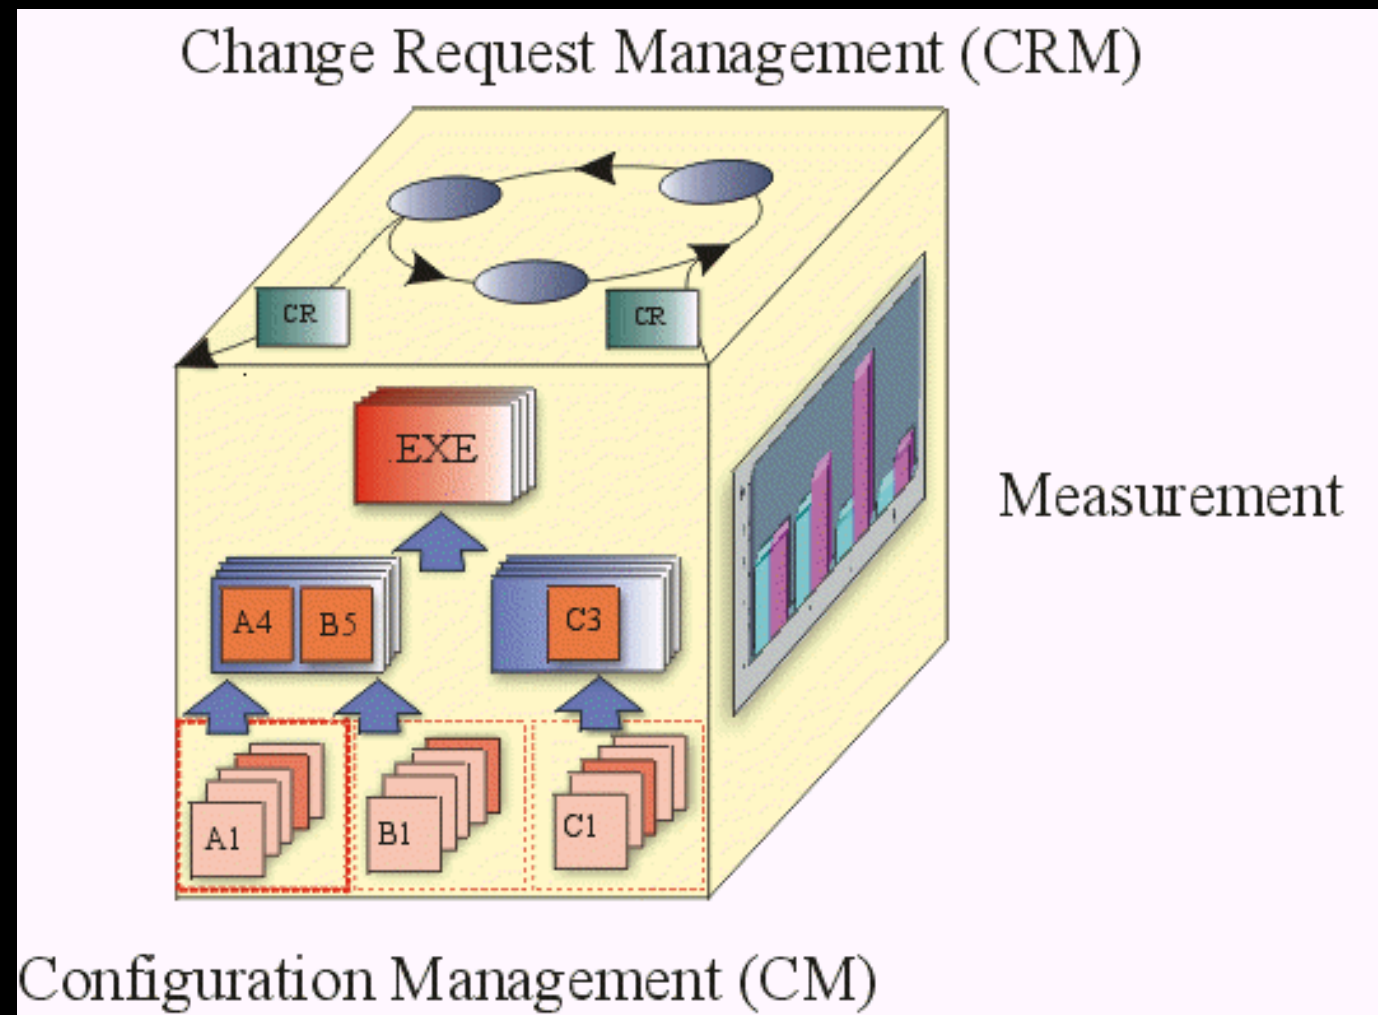 Change Request Management (CRM)
CR
CR
.EXE
A4 B5
C3
Measurement
A1
B1
C1
Configuration Management (CM)